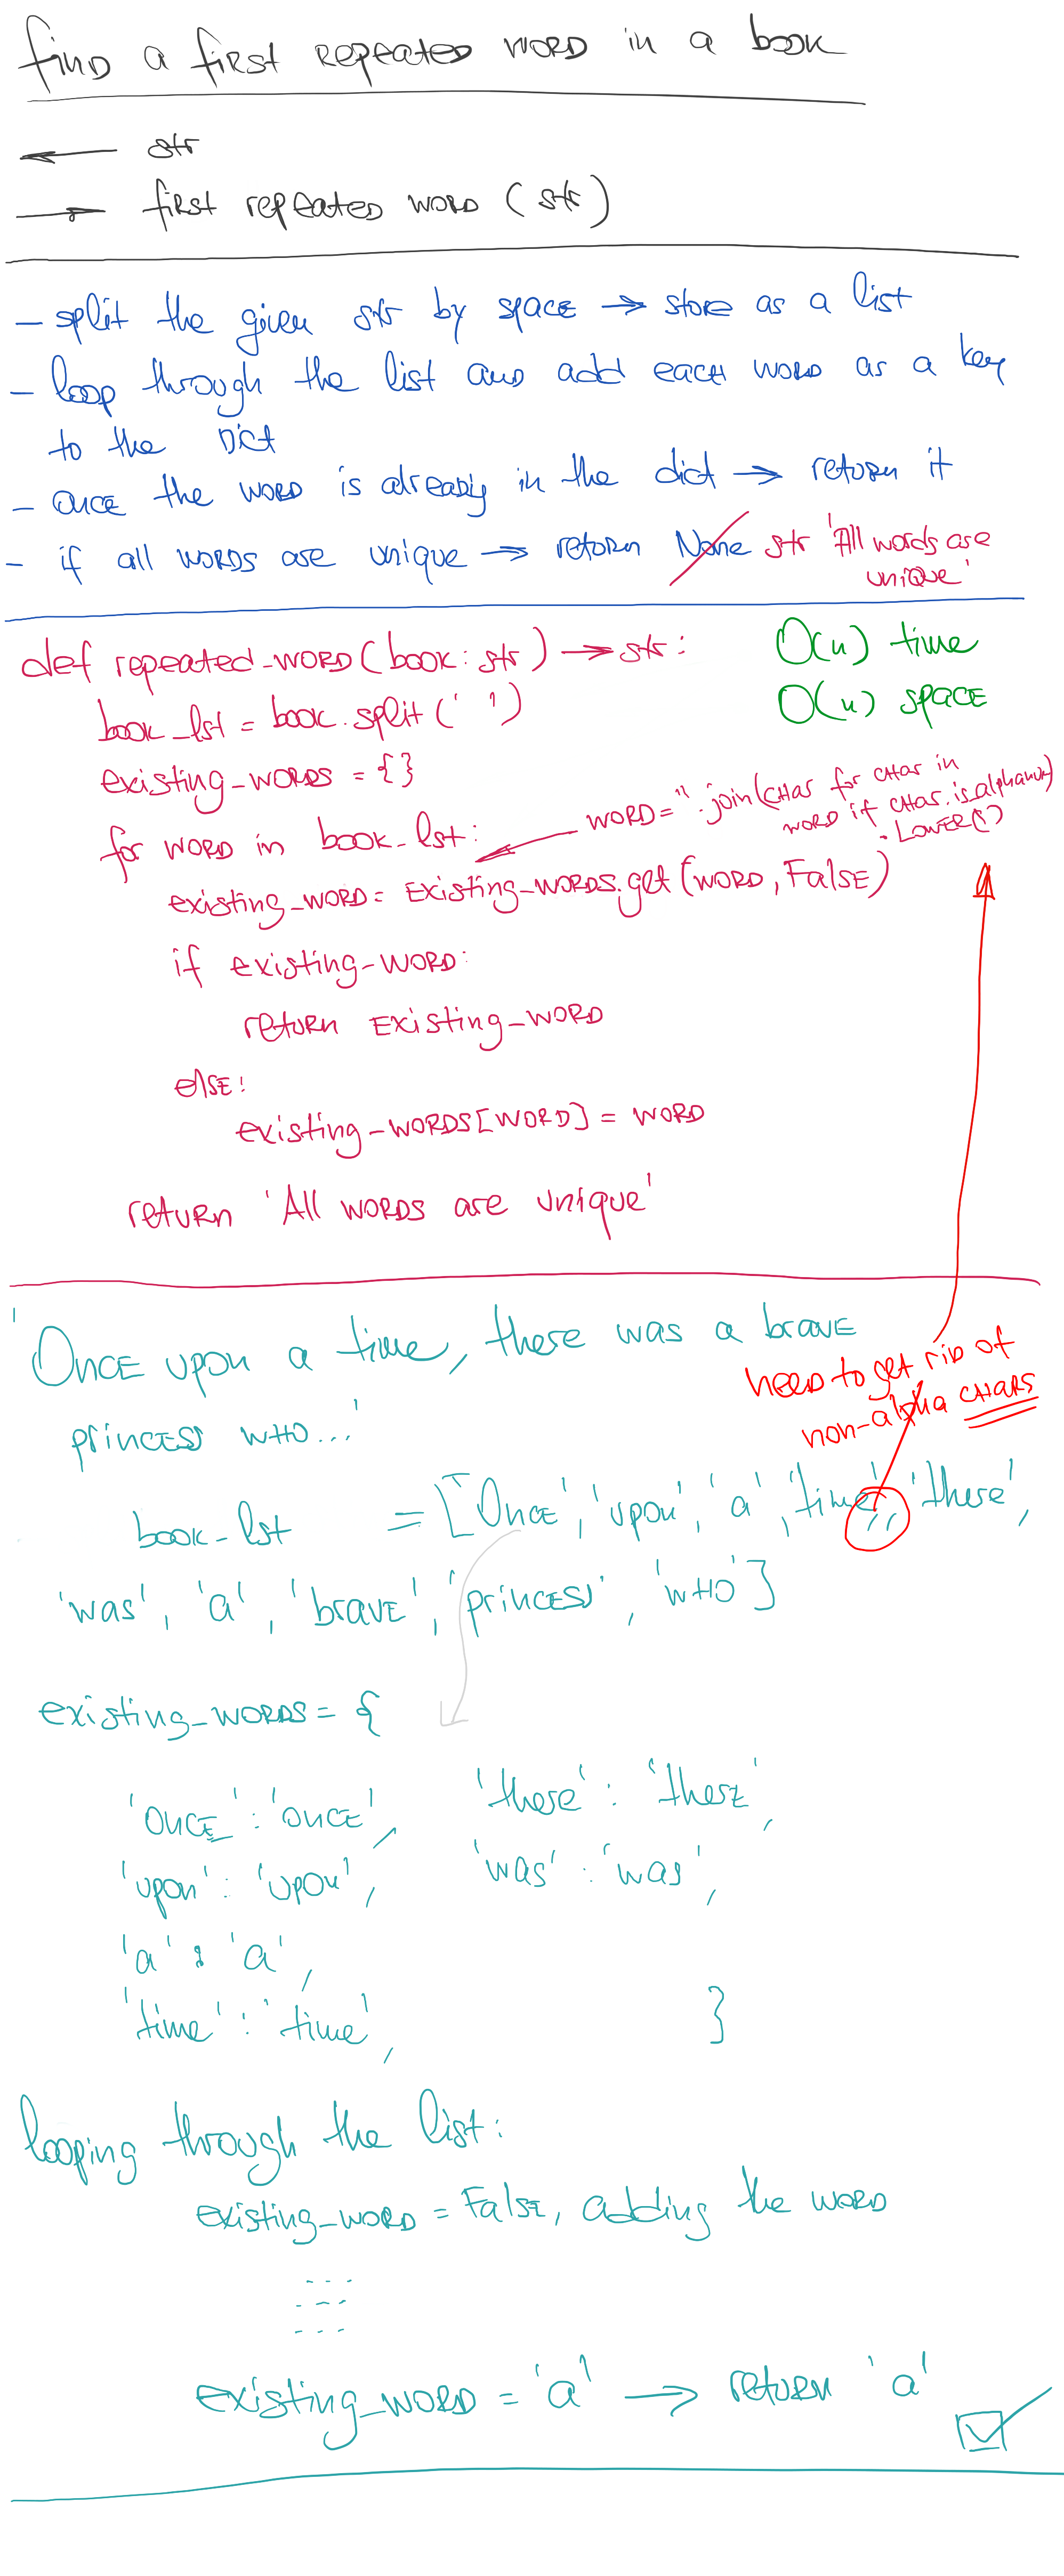 find a first repeated word in a book
← str
→ first repeated word (str)
- split the given str by space → store as a list
- loop through the list and add each word as a key
to the Dict
- once the word is already in the dict → return it
- if all words are unique → return None str 'All words are
unique'
def repeated_word(book: str) → str:
O(n) time
book_lst = book.split(' ')
O(n) space
existing_words = {}
word = ''.join(char for char in
word if char.isalphanum)
.lower()
for word in book_lst:
existing_word = existing_words.get(word, False)
if existing_word:
return existing_word
else:
existing_words[word] = word
return 'All words are unique'
'Once upon a time, there was a brave
princess who...'
need to get rid of
non-alpha chars
book_lst = ['Once', 'upon', 'a', 'time,', 'there',
'was', 'a', 'brave', 'princess', 'who']
existing_words = {
'once': 'once', 'there': 'there',
'upon': 'upon', 'was': 'was',
'a': 'a',
'time': 'time', }
looping through the list:
existing_word = False, adding the word
- - - -
- - - -
- - - -
existing_word = 'a' → return 'a'